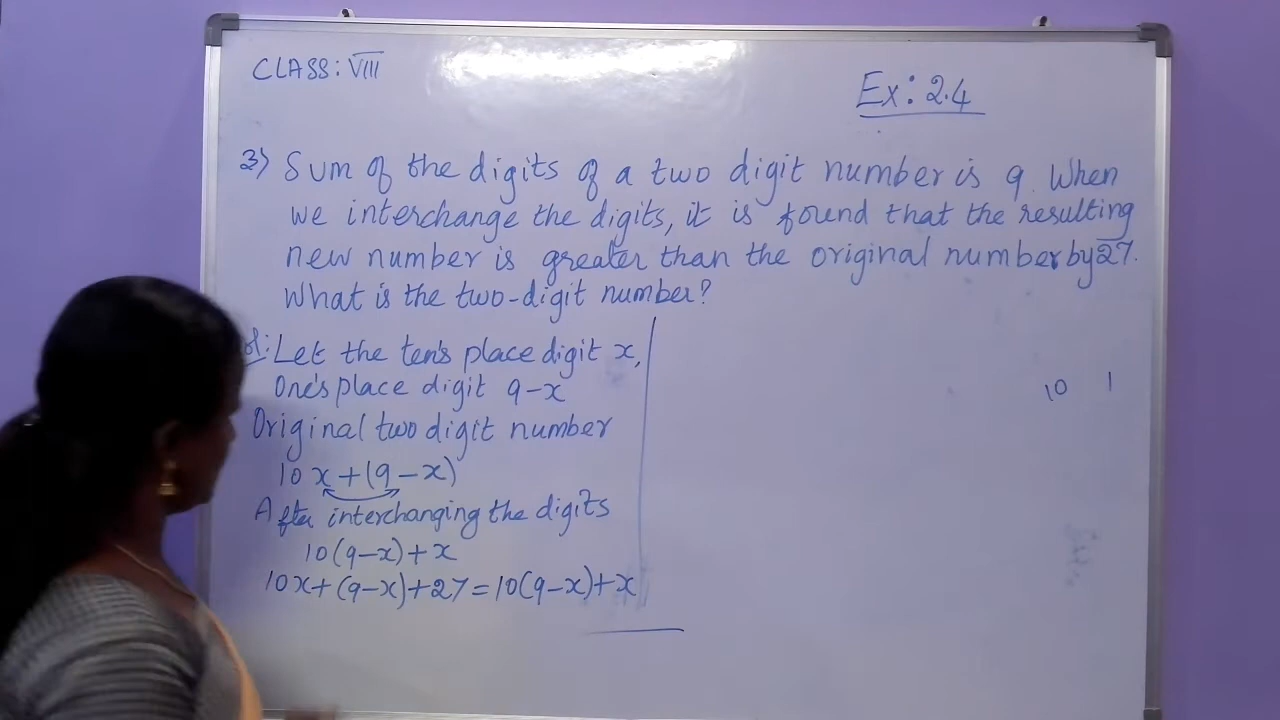 CLASS: VIII
Ex: 2.4
3) Sum of the digits of a two digit number is 9. When
we interchange the digits, it is found that the resulting
new number is greater than the original number by 27.
What is the two-digit number?
Let the ten's place digit x,
One's place digit 9-x
10 1
Original two digit number
10x+(9-x)
After interchanging the digits
10(9-x)+x
10x+(9-x)+27=10(9-x)+x